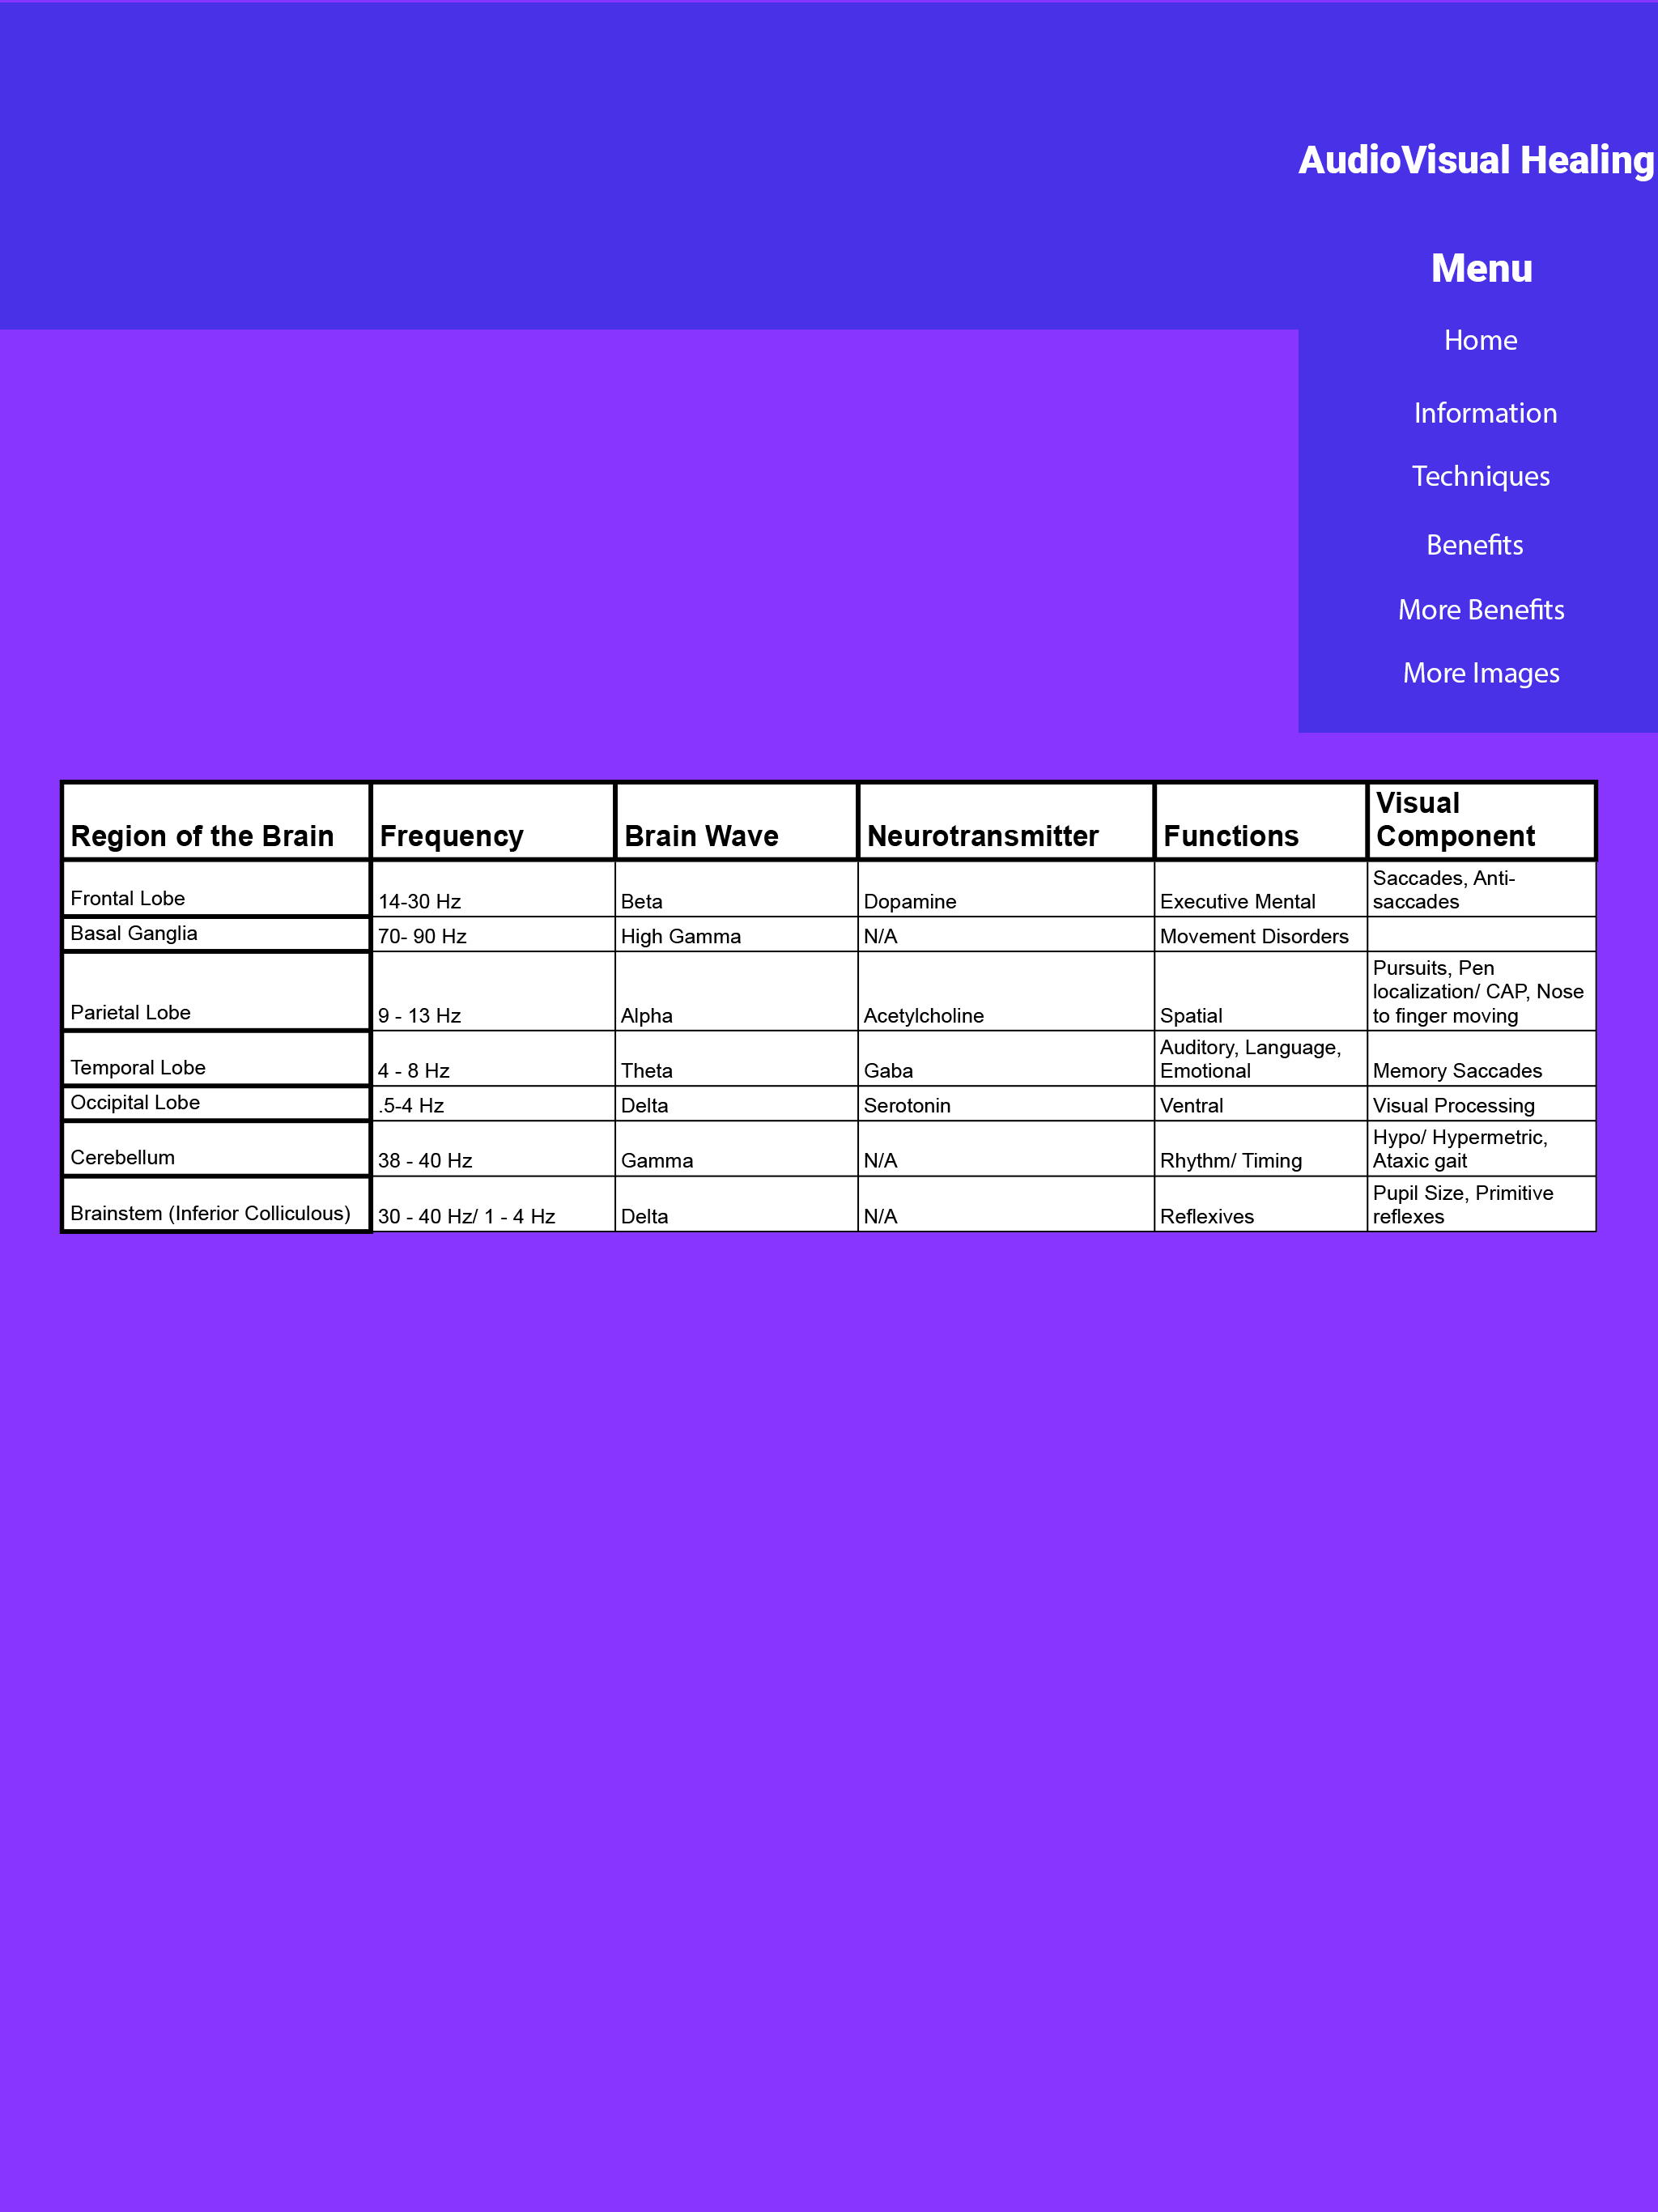 AudioVisual Healing
Menu
Home
Information
Techniques
Benefits
More Benefits
More Images
Region of the Brain Frequency Brain Wave Neurotransmitter Functions Visual Component
Frontal Lobe 14-30 Hz Beta Dopamine Executive Mental Saccades, Anti-saccades
Basal Ganglia 70- 90 Hz High Gamma N/A Movement Disorders
Parietal Lobe 9 - 13 Hz Alpha Acetylcholine Spatial Pursuits, Pen localization/ CAP, Nose to finger moving
Temporal Lobe 4 - 8 Hz Theta Gaba Auditory, Language, Emotional Memory Saccades
Occipital Lobe .5-4 Hz Delta Serotonin Ventral Visual Processing
Cerebellum 38 - 40 Hz Gamma N/A Rhythm/ Timing Hypo/ Hypermetric, Ataxic gait
Brainstem (Inferior Colliculous) 30 - 40 Hz/ 1 - 4 Hz Delta N/A Reflexives Pupil Size, Primitive reflexes